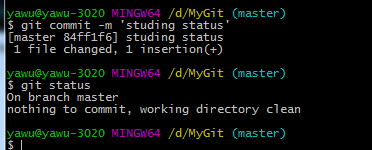 yawu@yawu-3020 MINGW64 /d/MyGit (master)
$ git commit -m 'studing status'
[master 84ff1f6] studing status
 1 file changed, 1 insertion(+)
yawu@yawu-3020 MINGW64 /d/MyGit (master)
$ git status
On branch master
nothing to commit, working directory clean
yawu@yawu-3020 MINGW64 /d/MyGit (master)
$